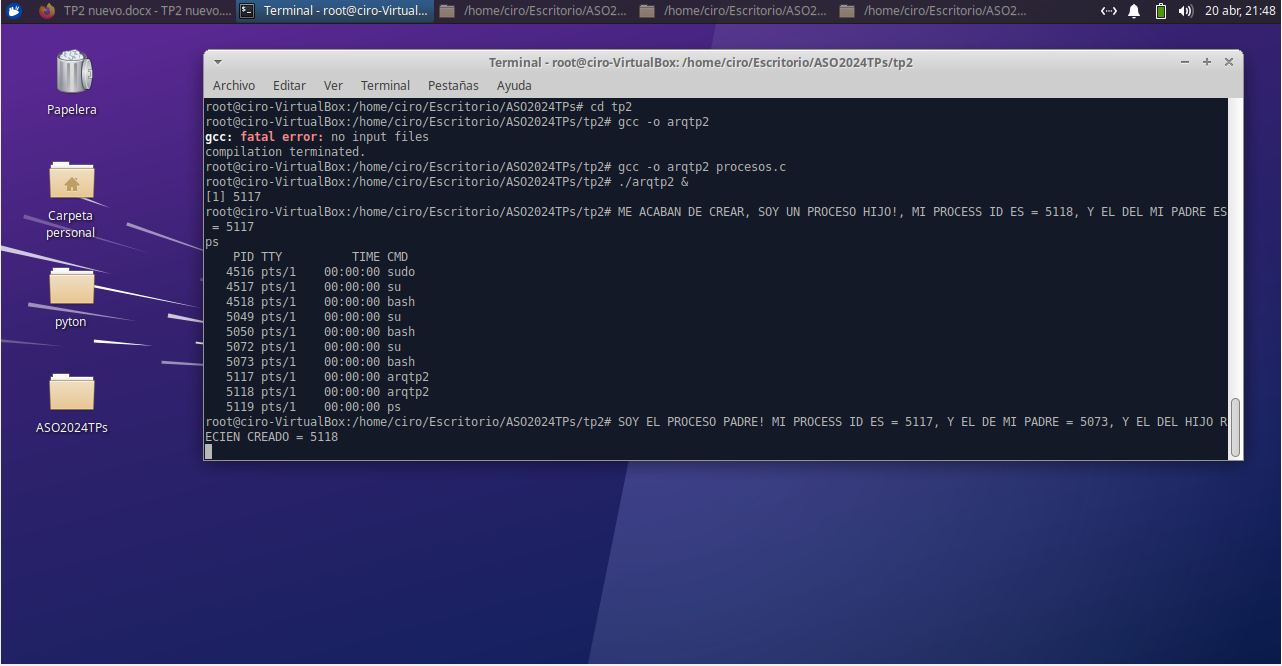 TP2 nuevo.docx - TP2 nuevo.... Terminal - root@ciro-Virtual... /home/ciro/Escritorio/ASO2... /home/ciro/Escritorio/ASO2... /home/ciro/Escritorio/ASO2... 20 abr, 21:48
Papelera
Carpeta
personal
pyton
ASO2024TPs
Terminal - root@ciro-VirtualBox: /home/ciro/Escritorio/ASO2024TPs/tp2
Archivo Editar Ver Terminal Pestañas Ayuda
root@ciro-VirtualBox:/home/ciro/Escritorio/ASO2024TPs# cd tp2
root@ciro-VirtualBox:/home/ciro/Escritorio/ASO2024TPs/tp2# gcc -o arqtp2
gcc: fatal error: no input files
compilation terminated.
root@ciro-VirtualBox:/home/ciro/Escritorio/ASO2024TPs/tp2# gcc -o arqtp2 procesos.c
root@ciro-VirtualBox:/home/ciro/Escritorio/ASO2024TPs/tp2# ./arqtp2 &
[1] 5117
root@ciro-VirtualBox:/home/ciro/Escritorio/ASO2024TPs/tp2# ME ACABAN DE CREAR, SOY UN PROCESO HIJO!, MI PROCESS ID ES = 5118, Y EL DEL MI PADRE ES
= 5117
ps
PID TTY TIME CMD
4516 pts/1 00:00:00 sudo
4517 pts/1 00:00:00 su
4518 pts/1 00:00:00 bash
5049 pts/1 00:00:00 su
5050 pts/1 00:00:00 bash
5072 pts/1 00:00:00 su
5073 pts/1 00:00:00 bash
5117 pts/1 00:00:00 arqtp2
5118 pts/1 00:00:00 arqtp2
5119 pts/1 00:00:00 ps
root@ciro-VirtualBox:/home/ciro/Escritorio/ASO2024TPs/tp2# SOY EL PROCESO PADRE! MI PROCESS ID ES = 5117, Y EL DE MI PADRE = 5073, Y EL DEL HIJO R
ECIEN CREADO = 5118